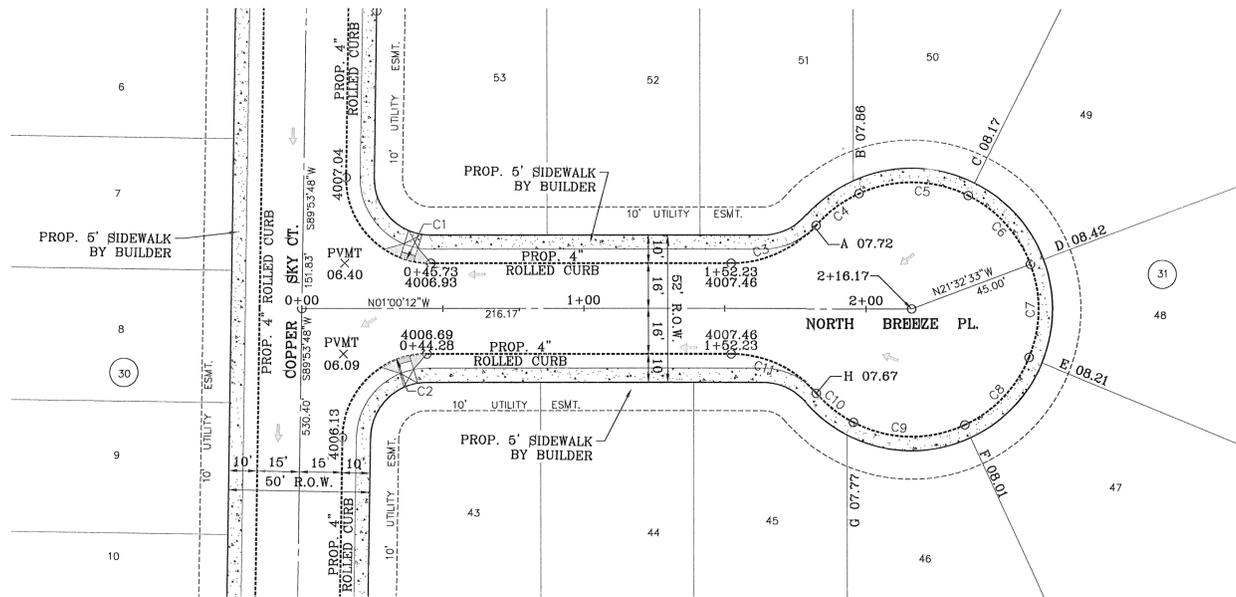 6
7
8
9
10
30
PROP. 5' SIDEWALK
BY BUILDER
10' UTILITY ESMT.
PROP. 4" ROLLED CURB
COPPER SKY CT.
S89°53'48"W
151.83'
S89°53'48"W
530.40'
10'
15'
15'
10'
50' R.O.W.
PROP. 4"
ROLLED CURB
10' UTILITY ESMT.
4007.04
C1
PVMT
06.40
0+45.73
4006.93
0+00
N01°00'12"W
216.17'
1+00
PVMT
06.09
4006.69
0+44.28
C2
4006.13
PROP. 4"
ROLLED CURB
10' UTILITY ESMT.
53
52
51
50
49
PROP. 5' SIDEWALK
BY BUILDER
10' UTILITY ESMT.
PROP. 4"
ROLLED CURB
10'
16'
16'
10'
52' R.O.W.
1+52.23
4007.46
4007.46
1+52.23
PROP. 4"
ROLLED CURB
10' UTILITY ESMT.
PROP. 5' SIDEWALK
BY BUILDER
C3
C4
C5
C6
C7
C8
C9
C10
C11
A 07.72
B 07.86
C 08.17
D 08.42
E 08.21
F 08.01
G 07.77
H 07.67
2+16.17
2+00
N21°32'33"W
45.00'
NORTH BREEZE PL.
31
48
47
46
45
44
43